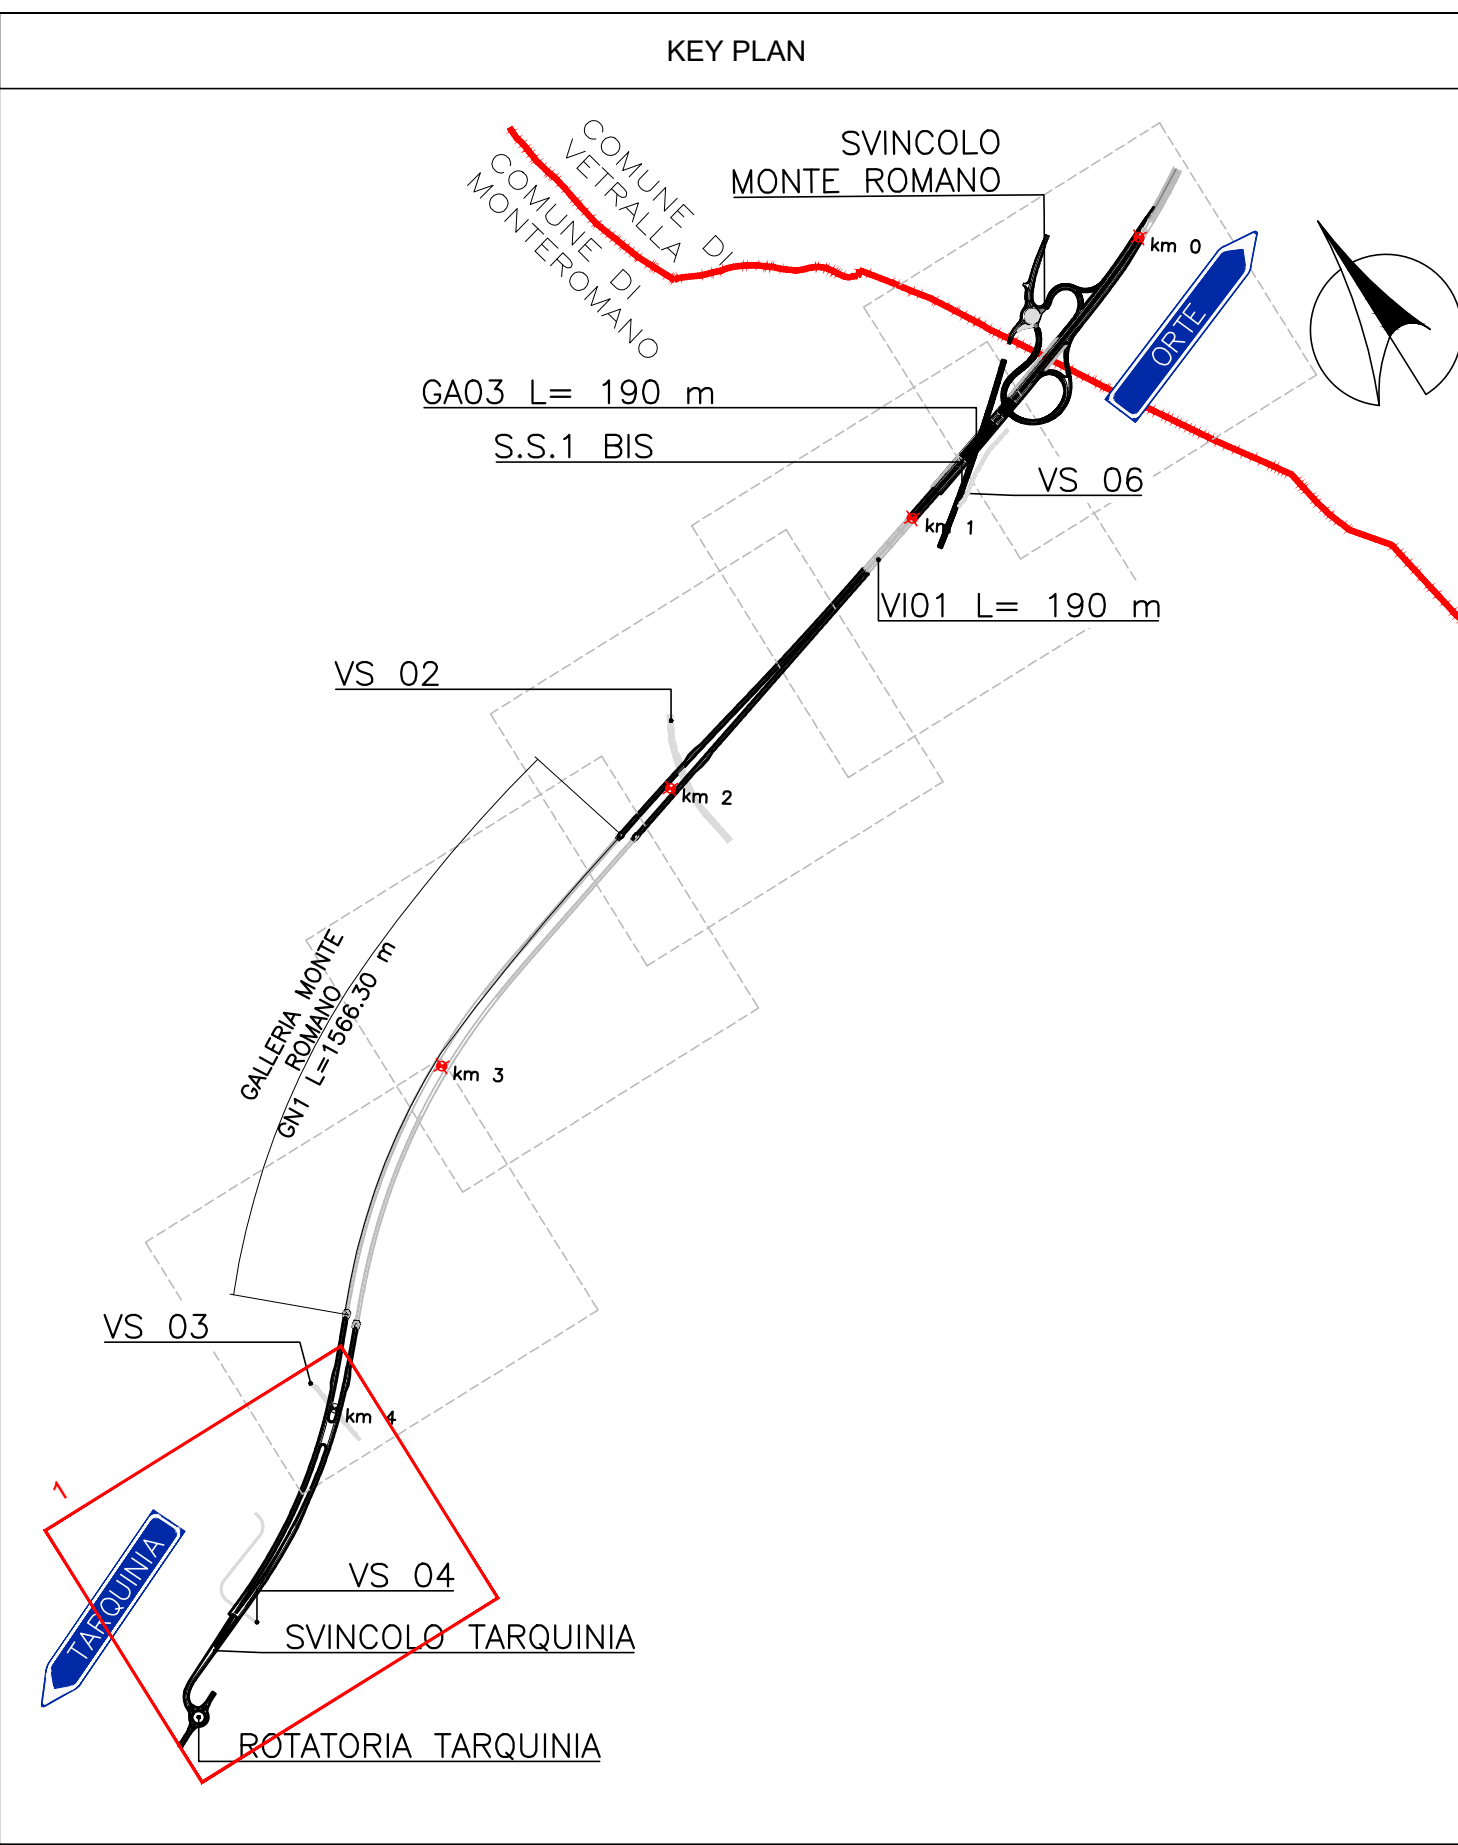 KEY PLAN
COMUNE DI
VETRALLA
COMUNE DI
MONTEROMANO
SVINCOLO
MONTE ROMANO
km 0
ORTE
GA03 L= 190 m
S.S.1 BIS
VS 06
km 1
VI01 L= 190 m
VS 02
km 2
GALLERIA MONTE
ROMANO
GN1 L=1566.30 m
km 3
VS 03
km 4
1
TARQUINIA
VS 04
SVINCOLO TARQUINIA
ROTATORIA TARQUINIA